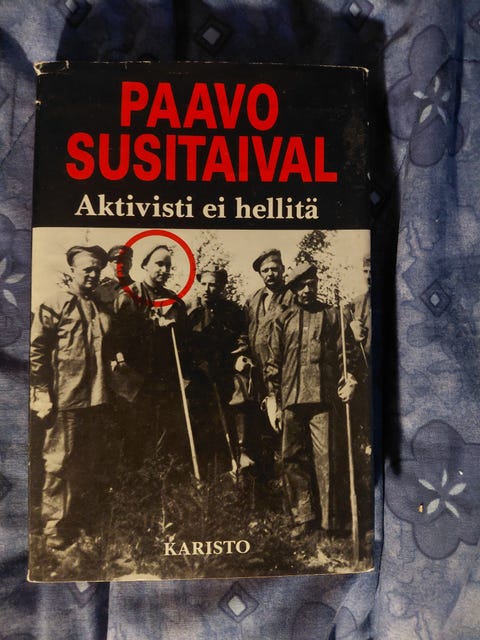 PAAVO
SUSITAIVAL
Aktivisti ei hellitä
KARISTO